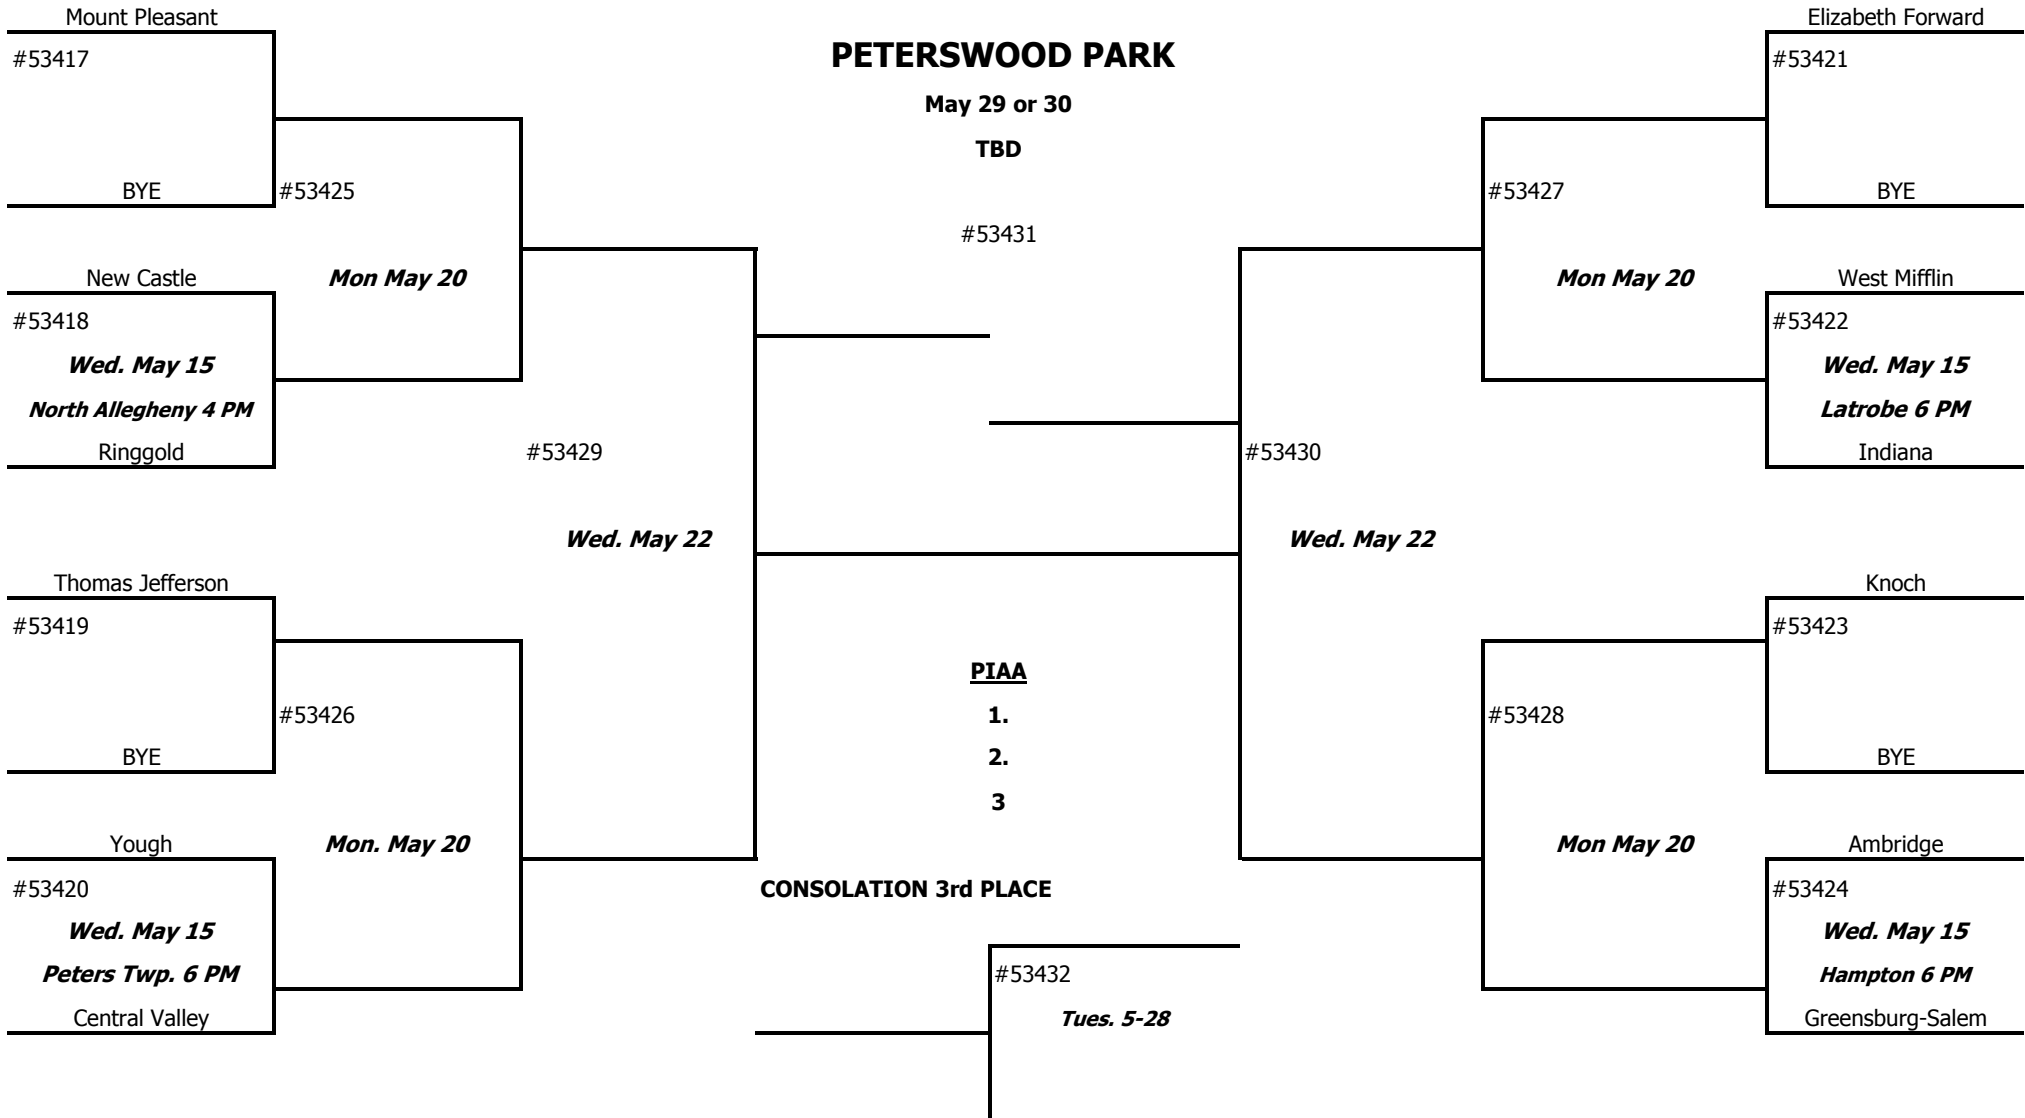 Mount Pleasant
#53417
BYE
#53425
New Castle
Mon May 20
#53418
Wed. May 15
North Allegheny 4 PM
Ringgold
#53429
Wed. May 22
Thomas Jefferson
#53419
#53426
BYE
Yough
Mon. May 20
#53420
Wed. May 15
Peters Twp. 6 PM
Central Valley
PETERSWOOD PARK
May 29 or 30
TBD
#53431
PIAA
1.
2.
3
CONSOLATION 3rd PLACE
#53432
Tues. 5-28
Elizabeth Forward
#53421
#53427
BYE
Mon May 20
West Mifflin
#53422
Wed. May 15
Latrobe 6 PM
#53430
Indiana
Wed. May 22
Knoch
#53423
#53428
BYE
Mon May 20
Ambridge
#53424
Wed. May 15
Hampton 6 PM
Greensburg-Salem